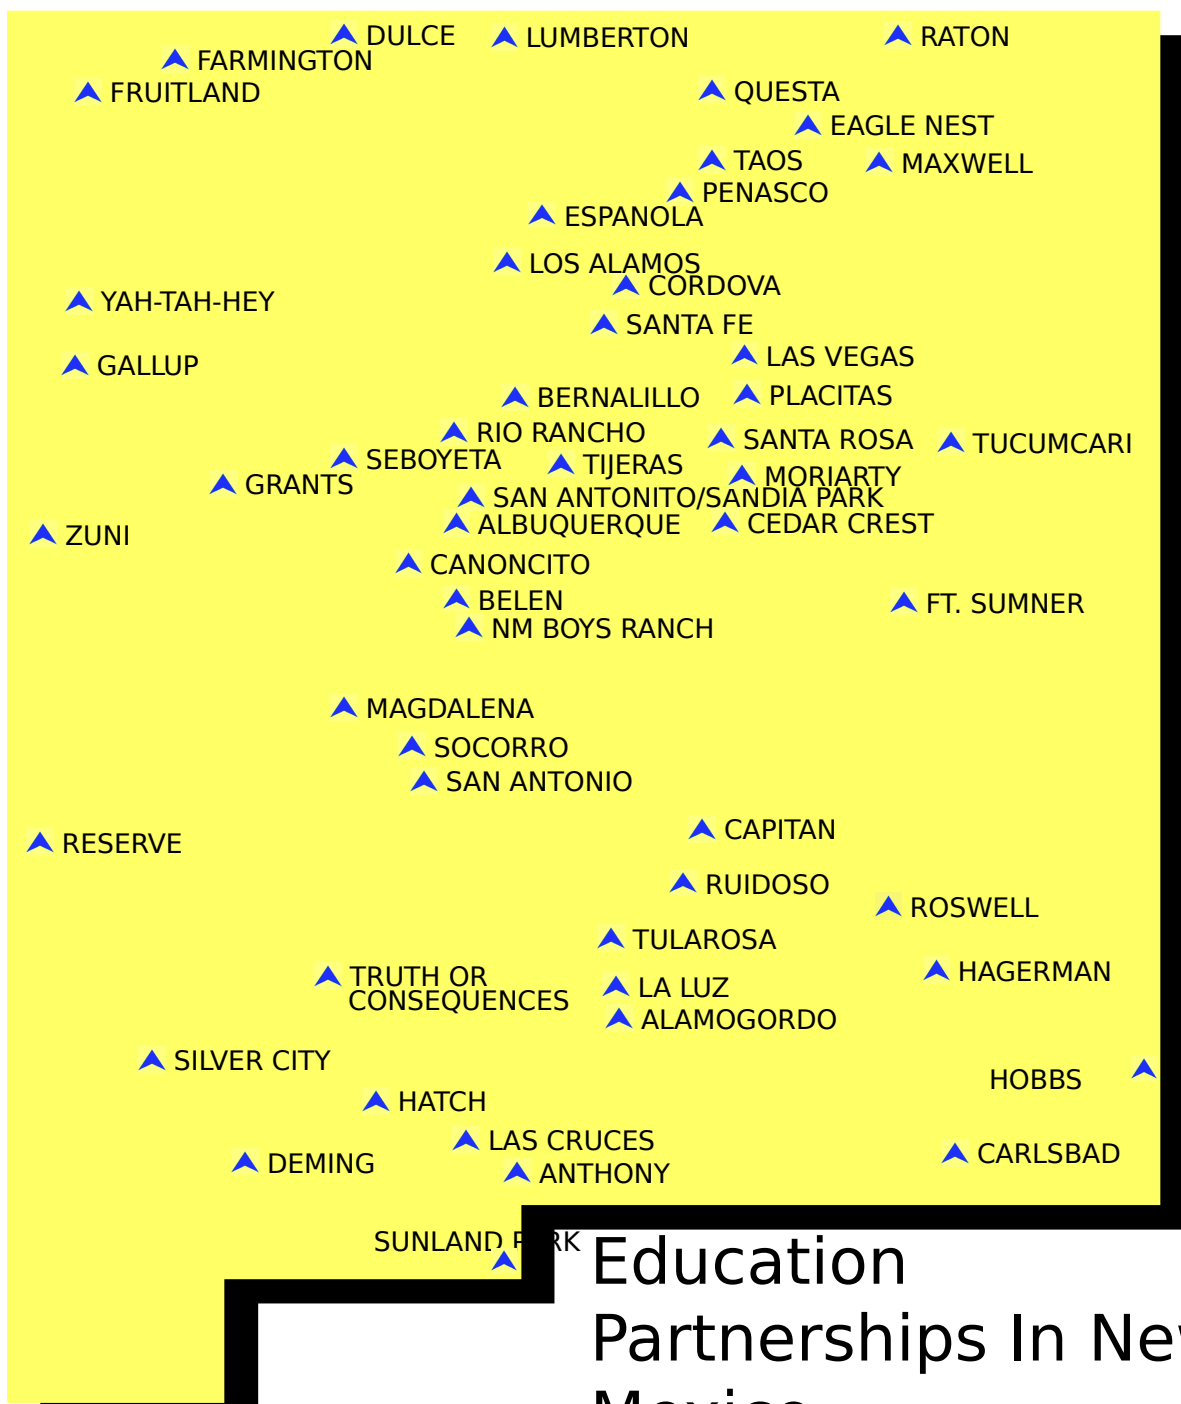 DULCE
LUMBERTON
RATON
FARMINGTON
FRUITLAND
QUESTA
EAGLE NEST
TAOS
MAXWELL
PENASCO
ESPANOLA
LOS ALAMOS
CORDOVA
YAH-TAH-HEY
SANTA FE
LAS VEGAS
GALLUP
BERNALILLO
PLACITAS
RIO RANCHO
SANTA ROSA
TUCUMCARI
SEBOYETA
TIJERAS
MORIARTY
GRANTS
SAN ANTONITO/SANDIA PARK
ALBUQUERQUE
CEDAR CREST
ZUNI
CANONCITO
BELEN
FT. SUMNER
NM BOYS RANCH
MAGDALENA
SOCORRO
SAN ANTONIO
CAPITAN
RESERVE
RUIDOSO
ROSWELL
TULAROSA
HAGERMAN
TRUTH OR
CONSEQUENCES
LA LUZ
ALAMOGORDO
SILVER CITY
HOBBS
HATCH
LAS CRUCES
CARLSBAD
DEMING
ANTHONY
SUNLAND PARK
Education
Partnerships In New
Mexico